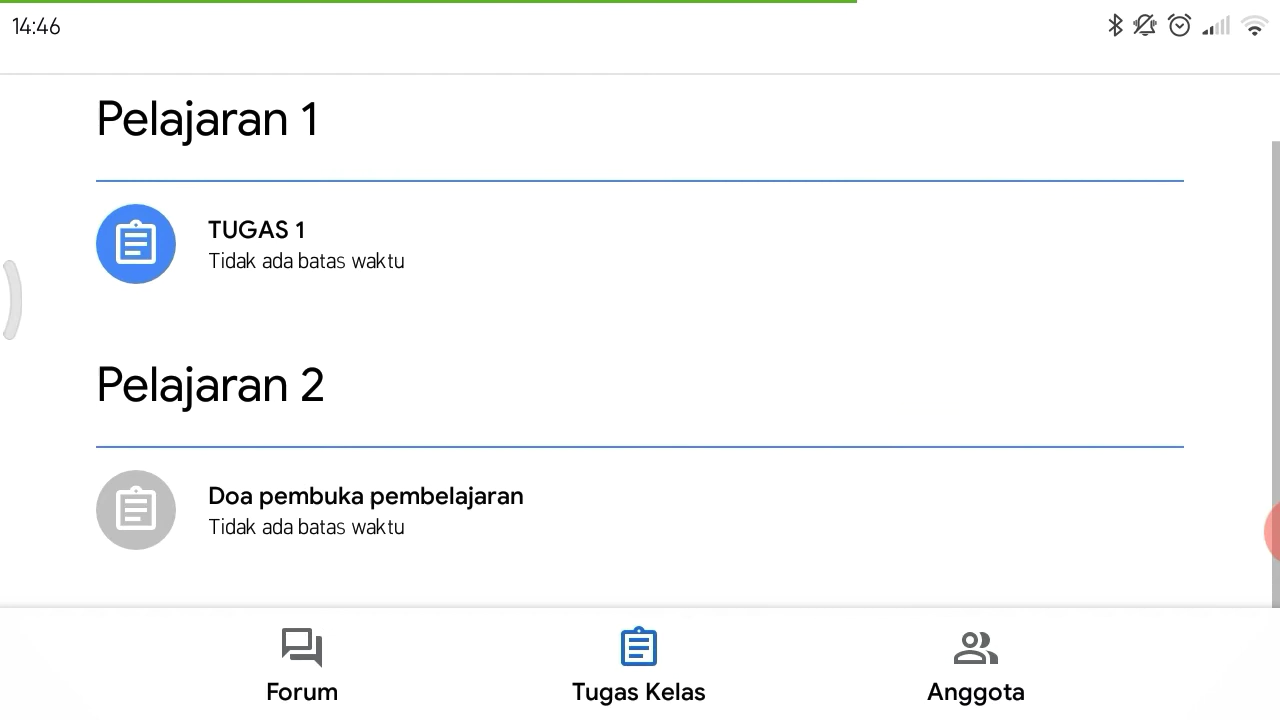 14:46
Pelajaran 1
TUGAS 1
Tidak ada batas waktu
Pelajaran 2
Doa pembuka pembelajaran
Tidak ada batas waktu
Forum
Tugas Kelas
Anggota